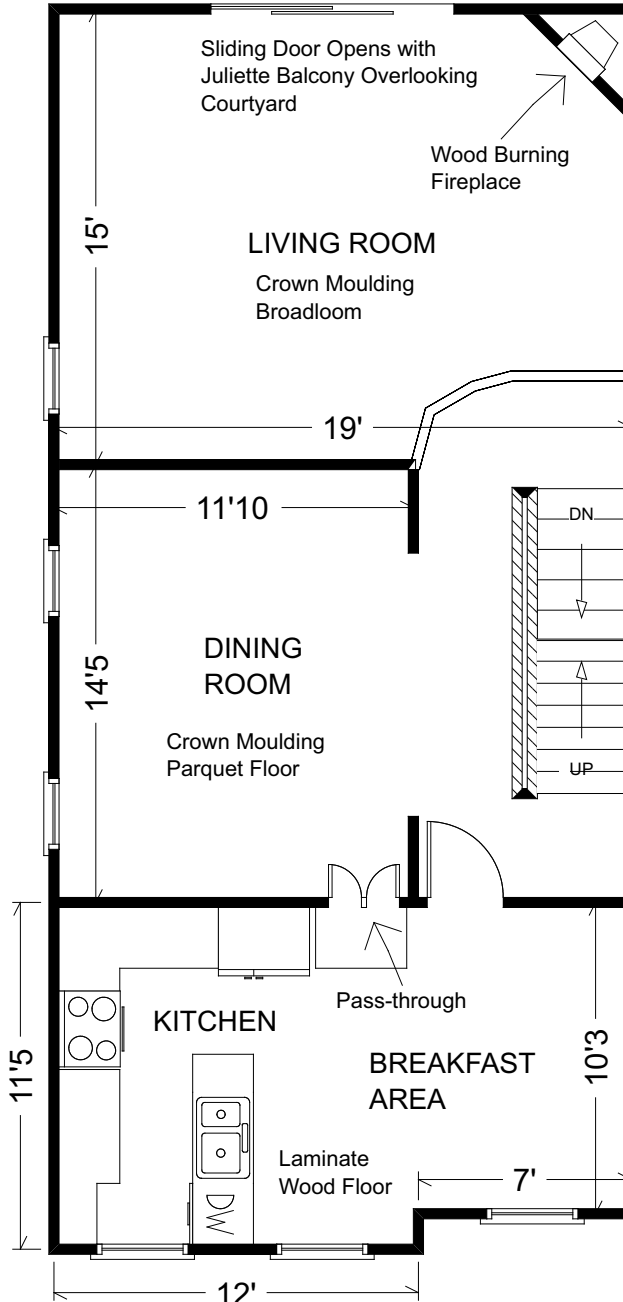 Sliding Door Opens with
Juliette Balcony Overlooking
Courtyard
Wood Burning
Fireplace
15'
LIVING ROOM
Crown Moulding
Broadloom
19'
11'10
DN
14'5
DINING
ROOM
Crown Moulding
Parquet Floor
UP
Pass-through
KITCHEN
11'5
BREAKFAST
AREA
10'3
Laminate
Wood Floor
7'
DW
12'